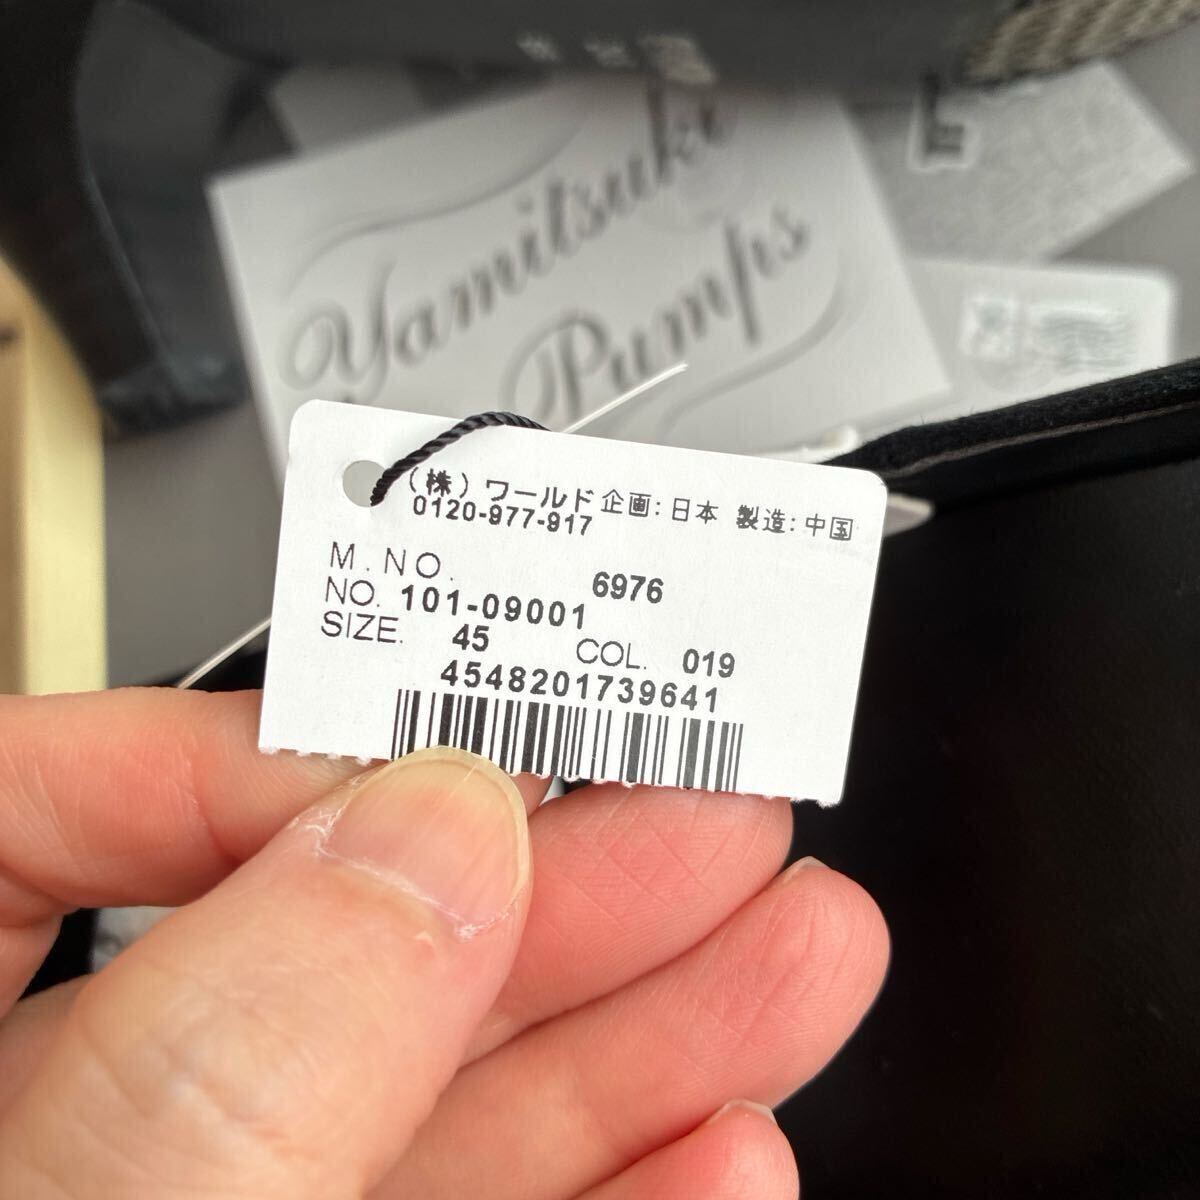 Yamitsuki
Pumps
(株)ワールド 企画:日本 製造:中国
0120-977-917
M.NO. 6976
NO. 101-09001
SIZE. 45 COL. 019
4548201739641